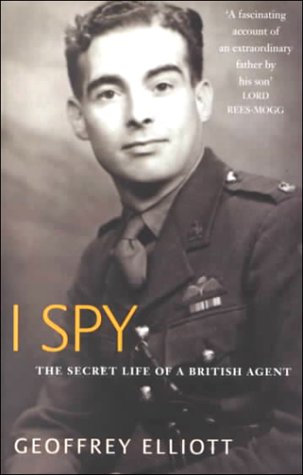 ‘A fascinating
account of
an extraordinary
father by
his son’
LORD
REES-MOGG
I SPY
THE SECRET LIFE OF A BRITISH AGENT
GEOFFREY ELLIOTT